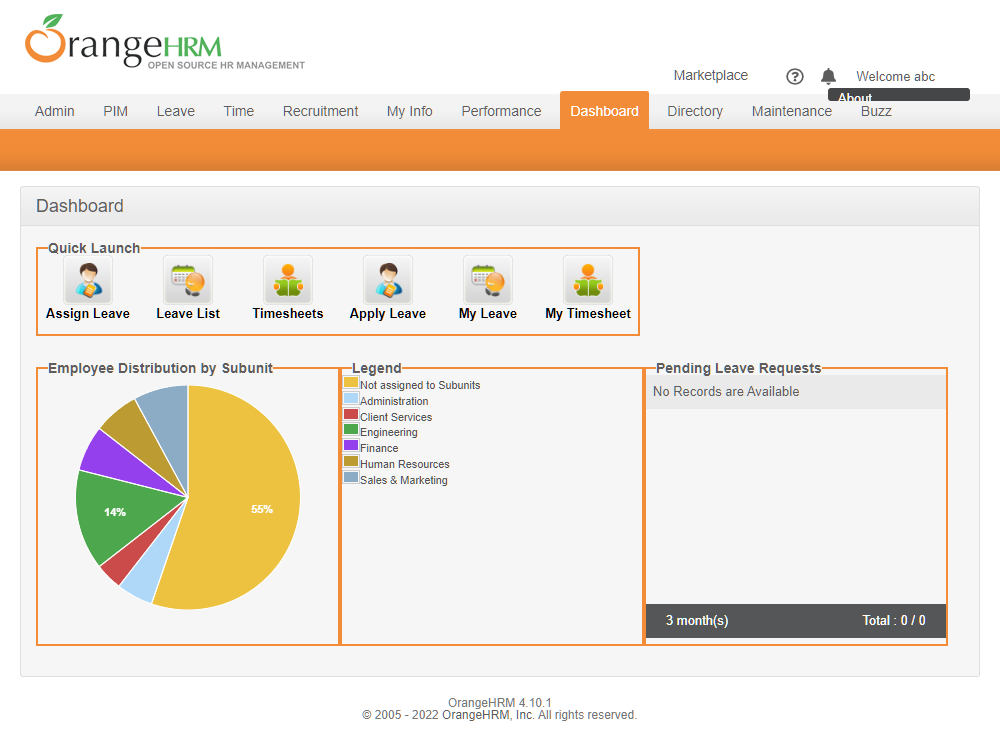 OrangeHRM
OPEN SOURCE HR MANAGEMENT
Marketplace ? Welcome abc
About
Admin PIM Leave Time Recruitment My Info Performance Dashboard Directory Maintenance Buzz
Dashboard
Quick Launch
Assign Leave Leave List Timesheets Apply Leave My Leave My Timesheet
Employee Distribution by Subunit
55%
14%
Legend
Not assigned to Subunits
Administration
Client Services
Engineering
Finance
Human Resources
Sales & Marketing
Pending Leave Requests
No Records are Available
3 month(s) Total : 0 / 0
OrangeHRM 4.10.1
© 2005 - 2022 OrangeHRM, Inc. All rights reserved.